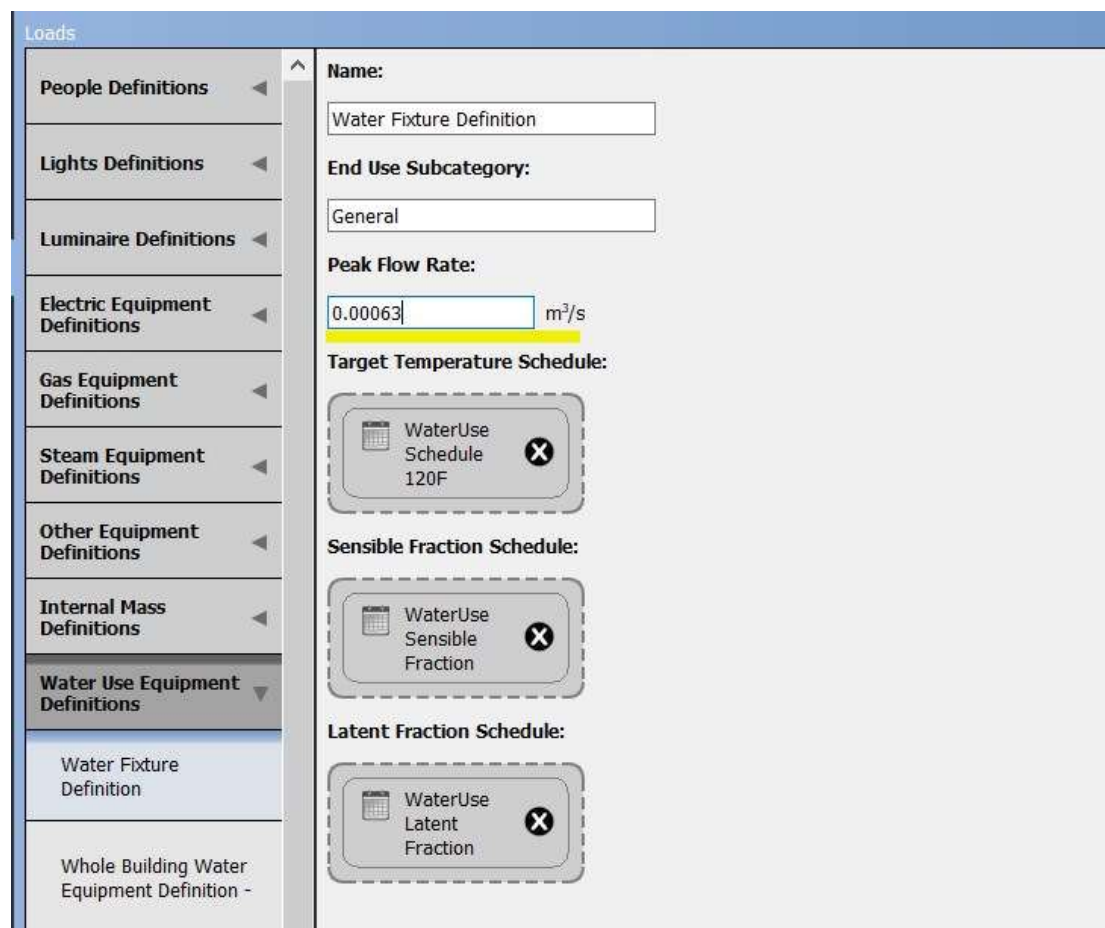 Loads
People Definitions
Lights Definitions
Luminaire Definitions
Electric Equipment
Definitions
Gas Equipment
Definitions
Steam Equipment
Definitions
Other Equipment
Definitions
Internal Mass
Definitions
Water Use Equipment
Definitions
Water Fixture
Definition
Whole Building Water
Equipment Definition -
Name:
Water Fixture Definition
End Use Subcategory:
General
Peak Flow Rate:
0.00063 m³/s
Target Temperature Schedule:
WaterUse
Schedule
120F
Sensible Fraction Schedule:
WaterUse
Sensible
Fraction
Latent Fraction Schedule:
WaterUse
Latent
Fraction